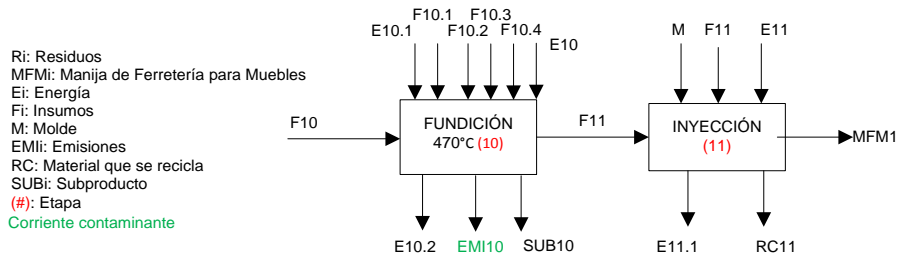 Ri: Residuos
MFMi: Manija de Ferretería para Muebles
Ei: Energía
Fi: Insumos
M: Molde
EMIi: Emisiones
RC: Material que se recicla
SUBi: Subproducto
(#): Etapa
Corriente contaminante
F10
E10.1
F10.1
F10.2
F10.3
F10.4
E10
FUNDICIÓN
470°C (10)
E10.2
EMI10
SUB10
F11
M
F11
E11
INYECCIÓN
(11)
MFM1
E11.1
RC11